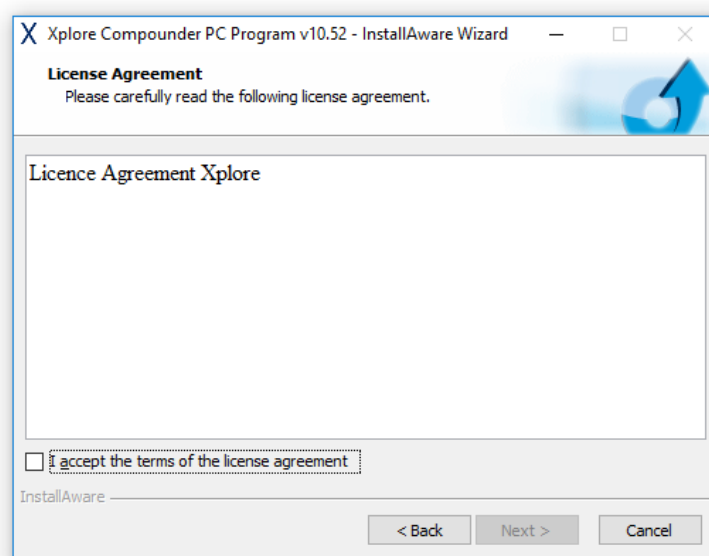 Xplore Compounder PC Program v10.52 - InstallAware Wizard
License Agreement
Please carefully read the following license agreement.
Licence Agreement Xplore
I accept the terms of the license agreement
InstallAware
< Back Next > Cancel